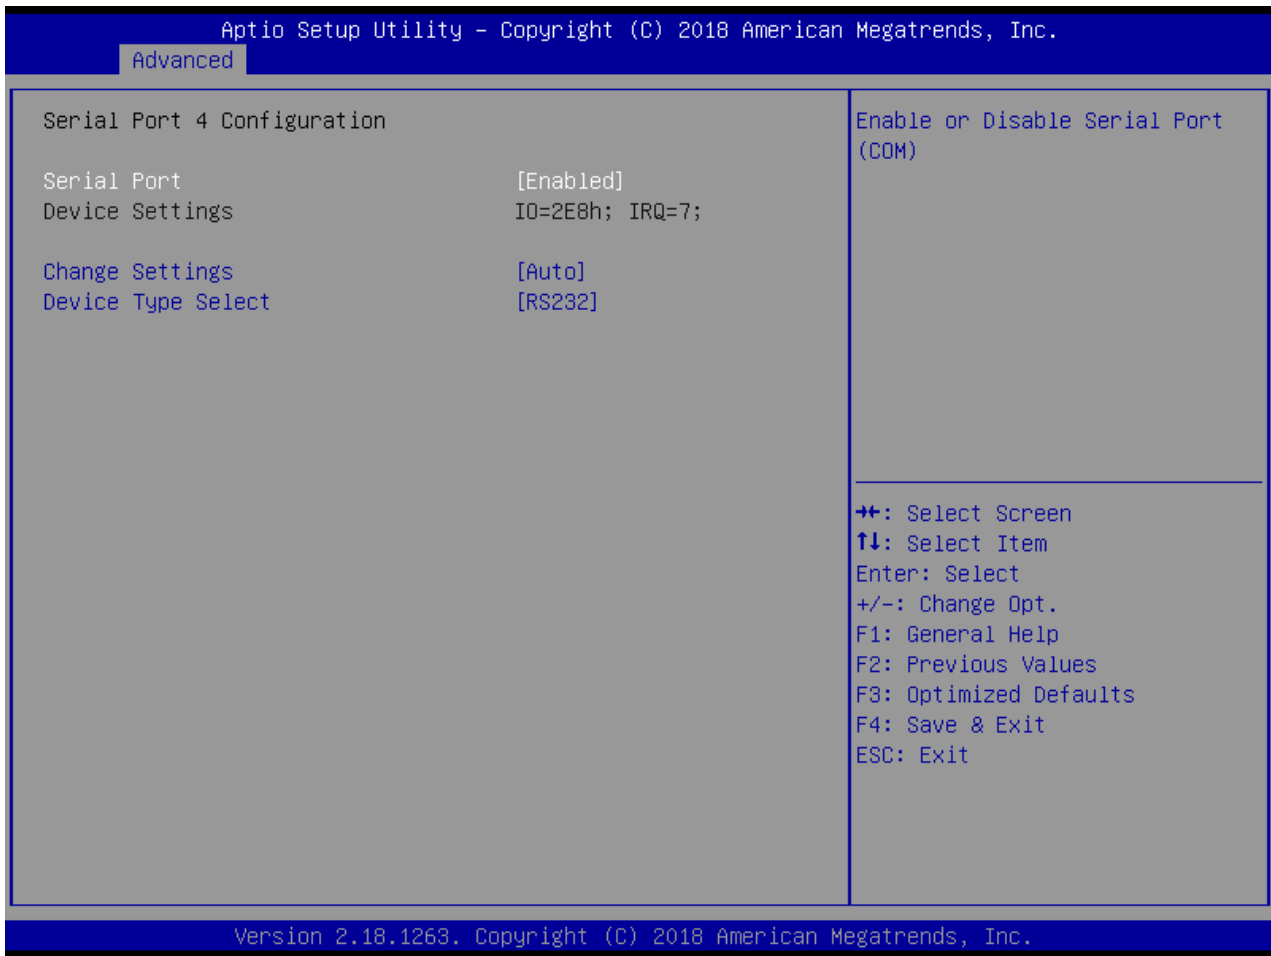 Aptio Setup Utility – Copyright (C) 2018 American Megatrends, Inc.
Advanced
Serial Port 4 Configuration
Serial Port [Enabled]
Device Settings IO=2E8h; IRQ=7;
Change Settings [Auto]
Device Type Select [RS232]
Enable or Disable Serial Port
(COM)
→←: Select Screen
↑↓: Select Item
Enter: Select
+/-: Change Opt.
F1: General Help
F2: Previous Values
F3: Optimized Defaults
F4: Save & Exit
ESC: Exit
Version 2.18.1263. Copyright (C) 2018 American Megatrends, Inc.